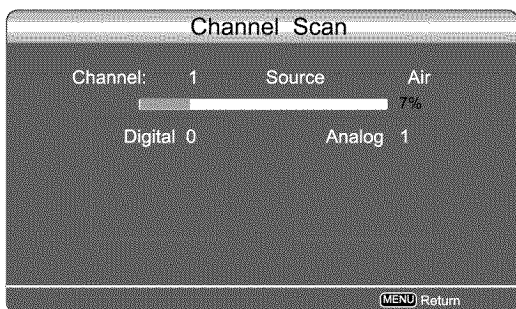 Channel Scan
Channel: 1 Source Air
7%
Digital 0 Analog 1
MENU Return